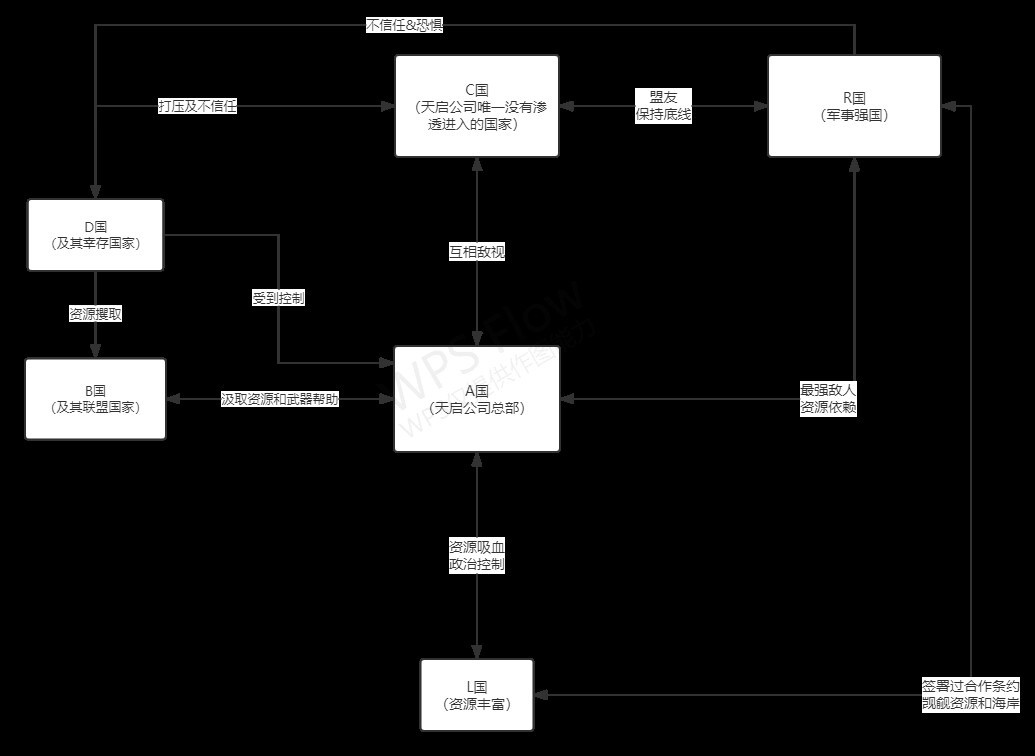 不信任&恐惧
C国
（天启公司唯一没有渗
透进入的国家）
打压及不信任
盟友
保持底线
R国
（军事强国）
D国
（及其幸存国家）
互相敌视
受到控制
资源攫取
B国
（及其联盟国家）
汲取资源和武器帮助
A国
（天启公司总部）
最强敌人
资源依赖
资源吸血
政治控制
L国
（资源丰富）
签署过合作条约
觊觎资源和海岸
WPS Flow